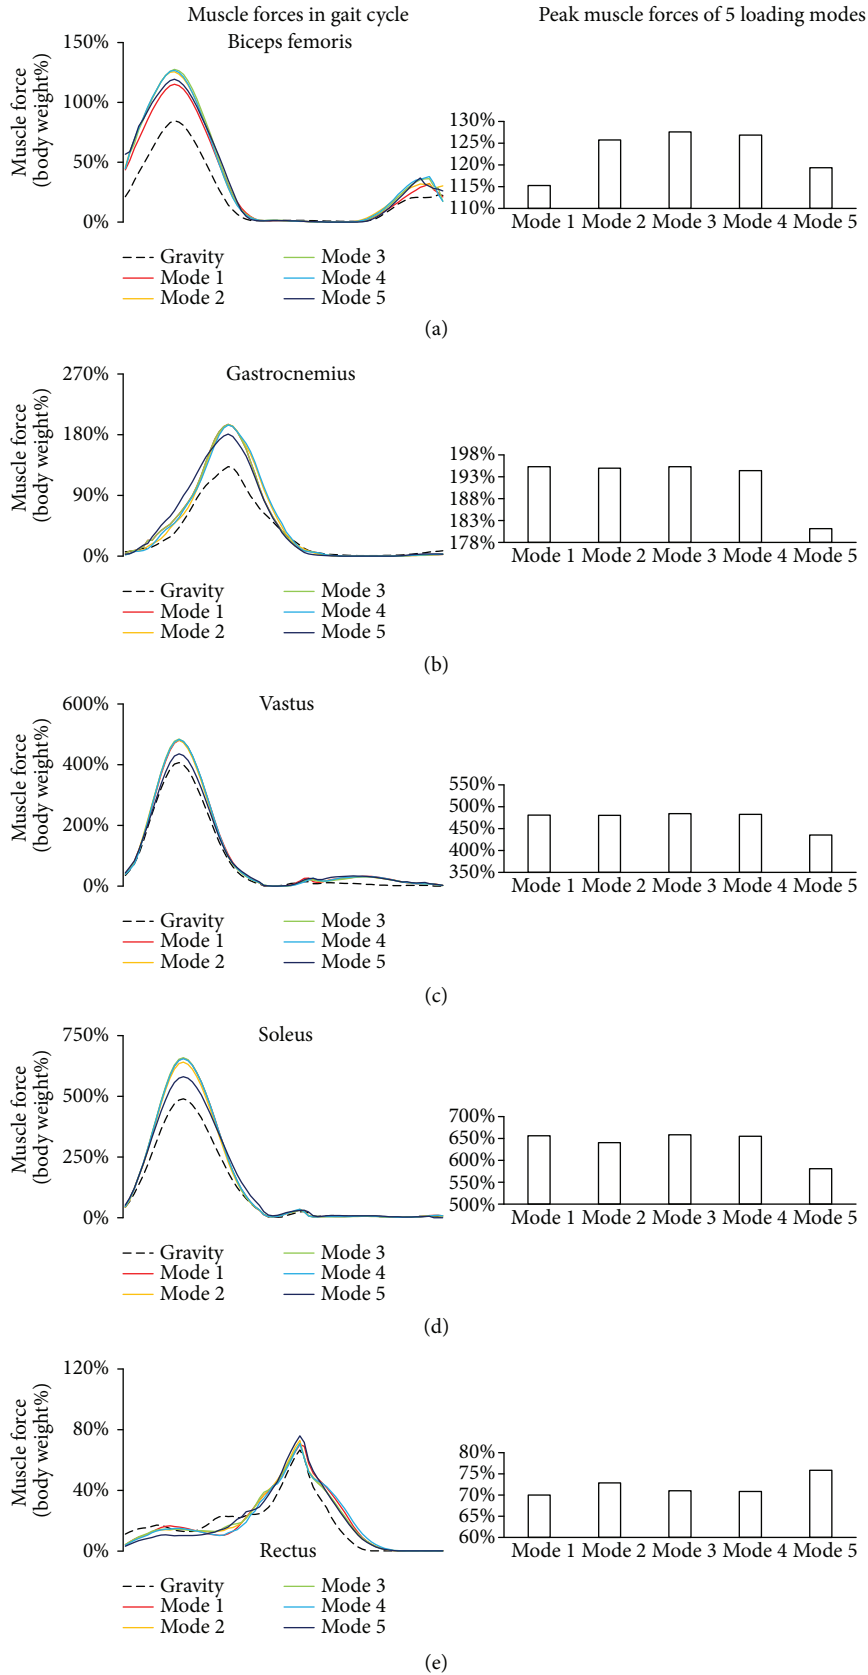 Muscle forces in gait cycle
Peak muscle forces of 5 loading modes
Biceps femoris
Muscle force
(body weight%)
150%
100%
50%
0%
130%
125%
120%
115%
110%
Mode 1 Mode 2 Mode 3 Mode 4 Mode 5
Gravity
Mode 1
Mode 2
Mode 3
Mode 4
Mode 5
(a)
Gastrocnemius
Muscle force
(body weight%)
270%
180%
90%
0%
198%
193%
188%
183%
178%
Mode 1 Mode 2 Mode 3 Mode 4 Mode 5
Gravity
Mode 1
Mode 2
Mode 3
Mode 4
Mode 5
(b)
Vastus
Muscle force
(body weight%)
600%
400%
200%
0%
550%
500%
450%
350%
Mode 1 Mode 2 Mode 3 Mode 4 Mode 5
Gravity
Mode 1
Mode 2
Mode 3
Mode 4
Mode 5
(c)
Soleus
Muscle force
(body weight%)
750%
500%
250%
0%
700%
650%
600%
550%
500%
Mode 1 Mode 2 Mode 3 Mode 4 Mode 5
Gravity
Mode 1
Mode 2
Mode 3
Mode 4
Mode 5
(d)
Muscle force
(body weight%)
120%
80%
40%
0%
Rectus
80%
75%
70%
65%
60%
Mode 1 Mode 2 Mode 3 Mode 4 Mode 5
Gravity
Mode 1
Mode 2
Mode 3
Mode 4
Mode 5
(e)